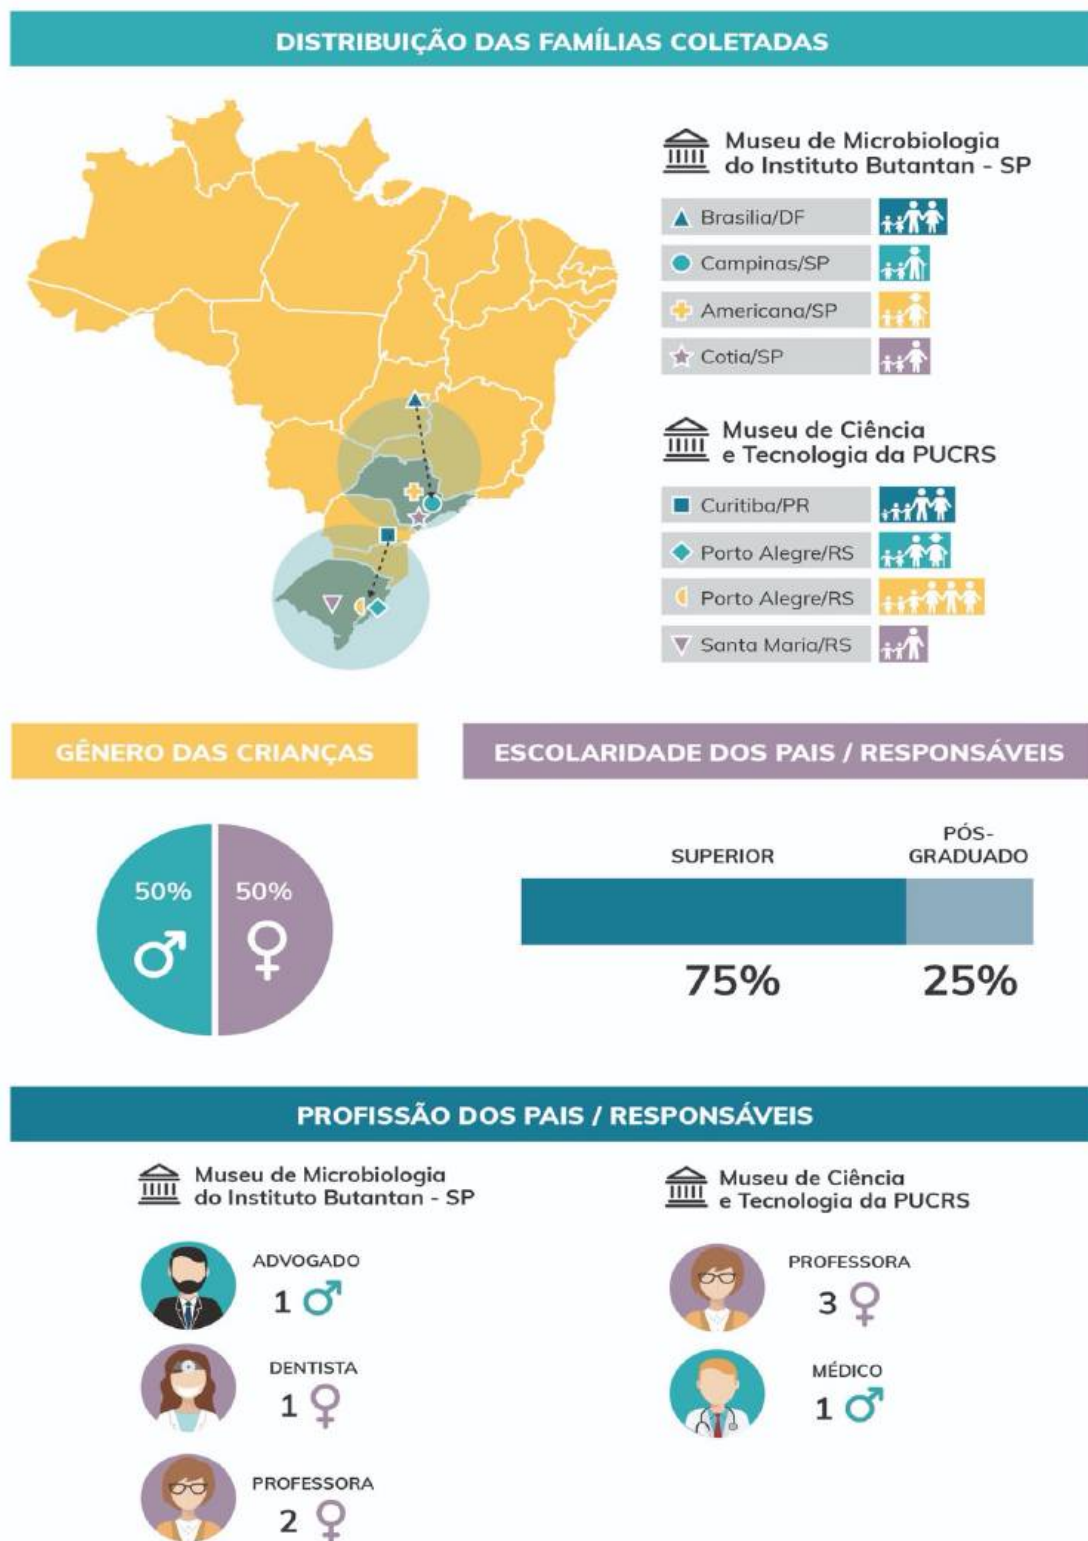 DISTRIBUIÇÃO DAS FAMÍLIAS COLETADAS
Museu de Microbiologia
do Instituto Butantan - SP
Brasilia/DF
Campinas/SP
Americana/SP
Cotia/SP
Museu de Ciência
e Tecnologia da PUCRS
Curitiba/PR
Porto Alegre/RS
Porto Alegre/RS
Santa Maria/RS
GÊNERO DAS CRIANÇAS
50%
50%
ESCOLARIDADE DOS PAIS / RESPONSÁVEIS
SUPERIOR
PÓS-
GRADUADO
75%
25%
PROFISSÃO DOS PAIS / RESPONSÁVEIS
Museu de Microbiologia
do Instituto Butantan - SP
ADVOGADO
1
DENTISTA
1
PROFESSORA
2
Museu de Ciência
e Tecnologia da PUCRS
PROFESSORA
3
MÉDICO
1